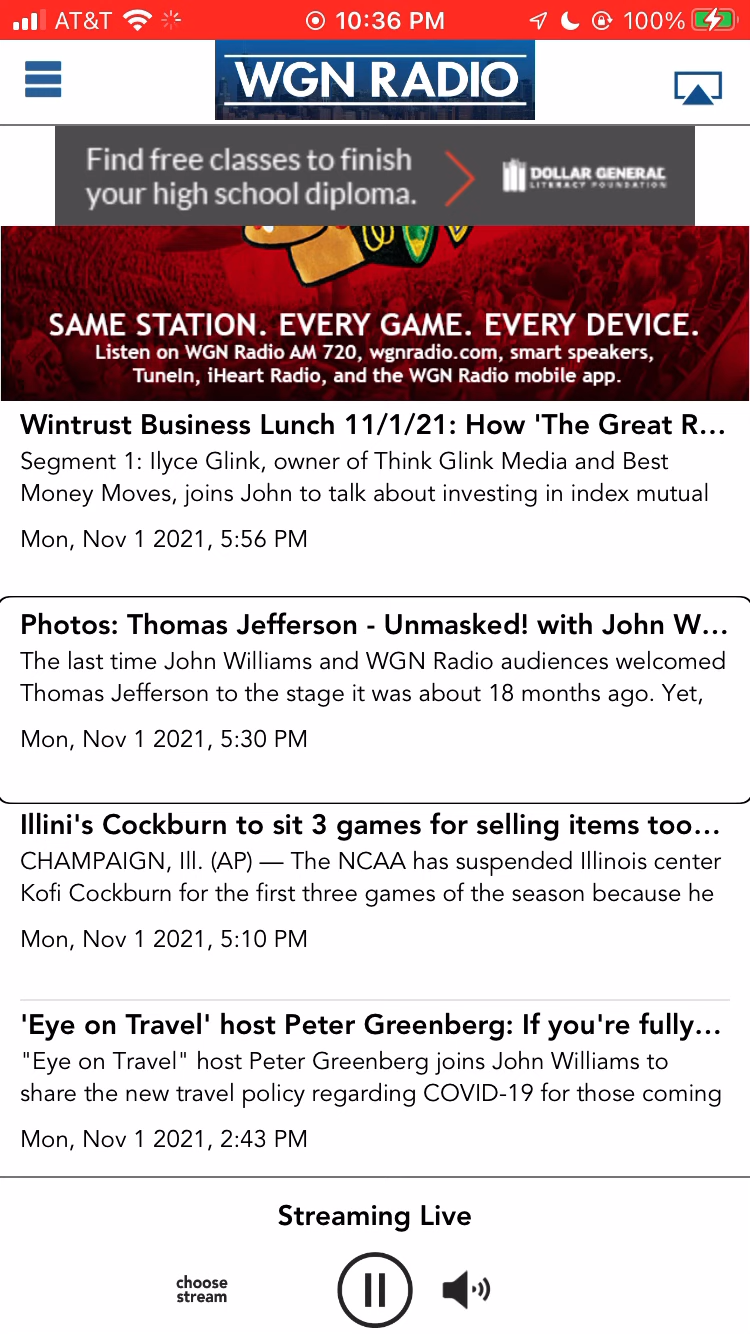 AT&T 10:36 PM 100%
WGN RADIO
Find free classes to finish
your high school diploma.
DOLLAR GENERAL
LITERACY FOUNDATION
SAME STATION. EVERY GAME. EVERY DEVICE.
Listen on WGN Radio AM 720, wgnradio.com, smart speakers,
TuneIn, iHeart Radio, and the WGN Radio mobile app.
Wintrust Business Lunch 11/1/21: How 'The Great R...
Segment 1: Ilyce Glink, owner of Think Glink Media and Best
Money Moves, joins John to talk about investing in index mutual
Mon, Nov 1 2021, 5:56 PM
Photos: Thomas Jefferson - Unmasked! with John W...
The last time John Williams and WGN Radio audiences welcomed
Thomas Jefferson to the stage it was about 18 months ago. Yet,
Mon, Nov 1 2021, 5:30 PM
Illini's Cockburn to sit 3 games for selling items too...
CHAMPAIGN, Ill. (AP) — The NCAA has suspended Illinois center
Kofi Cockburn for the first three games of the season because he
Mon, Nov 1 2021, 5:10 PM
'Eye on Travel' host Peter Greenberg: If you're fully...
"Eye on Travel" host Peter Greenberg joins John Williams to
share the new travel policy regarding COVID-19 for those coming
Mon, Nov 1 2021, 2:43 PM
Streaming Live
choose
stream